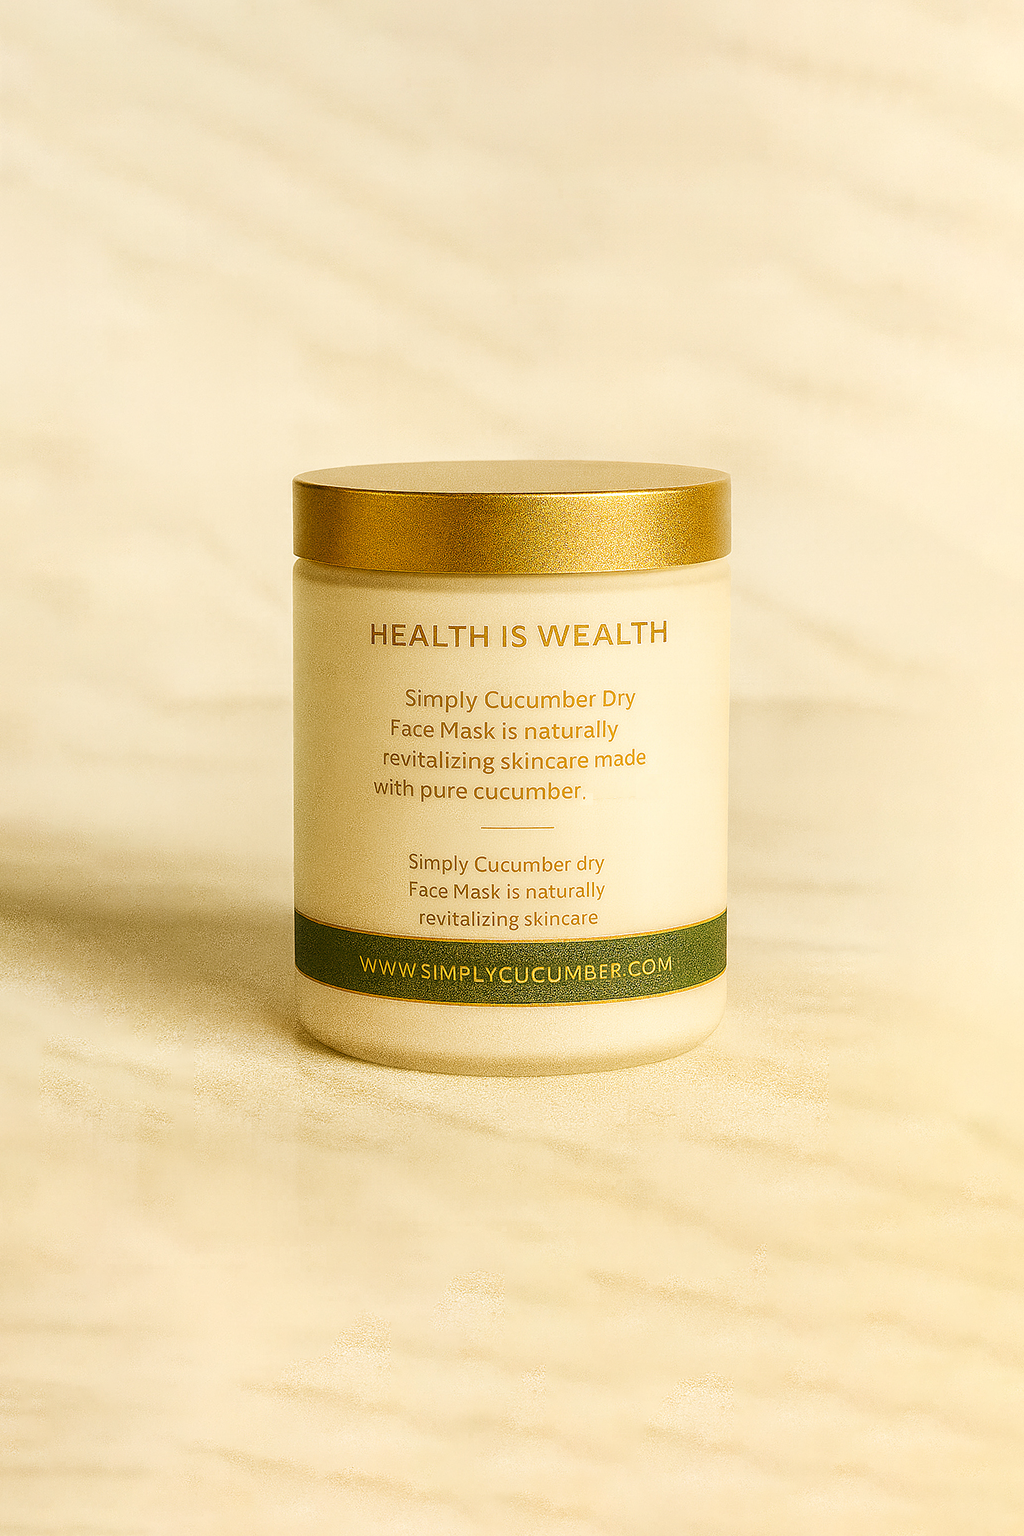 HEALTH IS WEALTH
Simply Cucumber Dry
Face Mask is naturally
revitalizing skincare made
with pure cucumber.
Simply Cucumber dry
Face Mask is naturally
revitalizing skincare
WWW SIMPLYCUCUMBER.COM